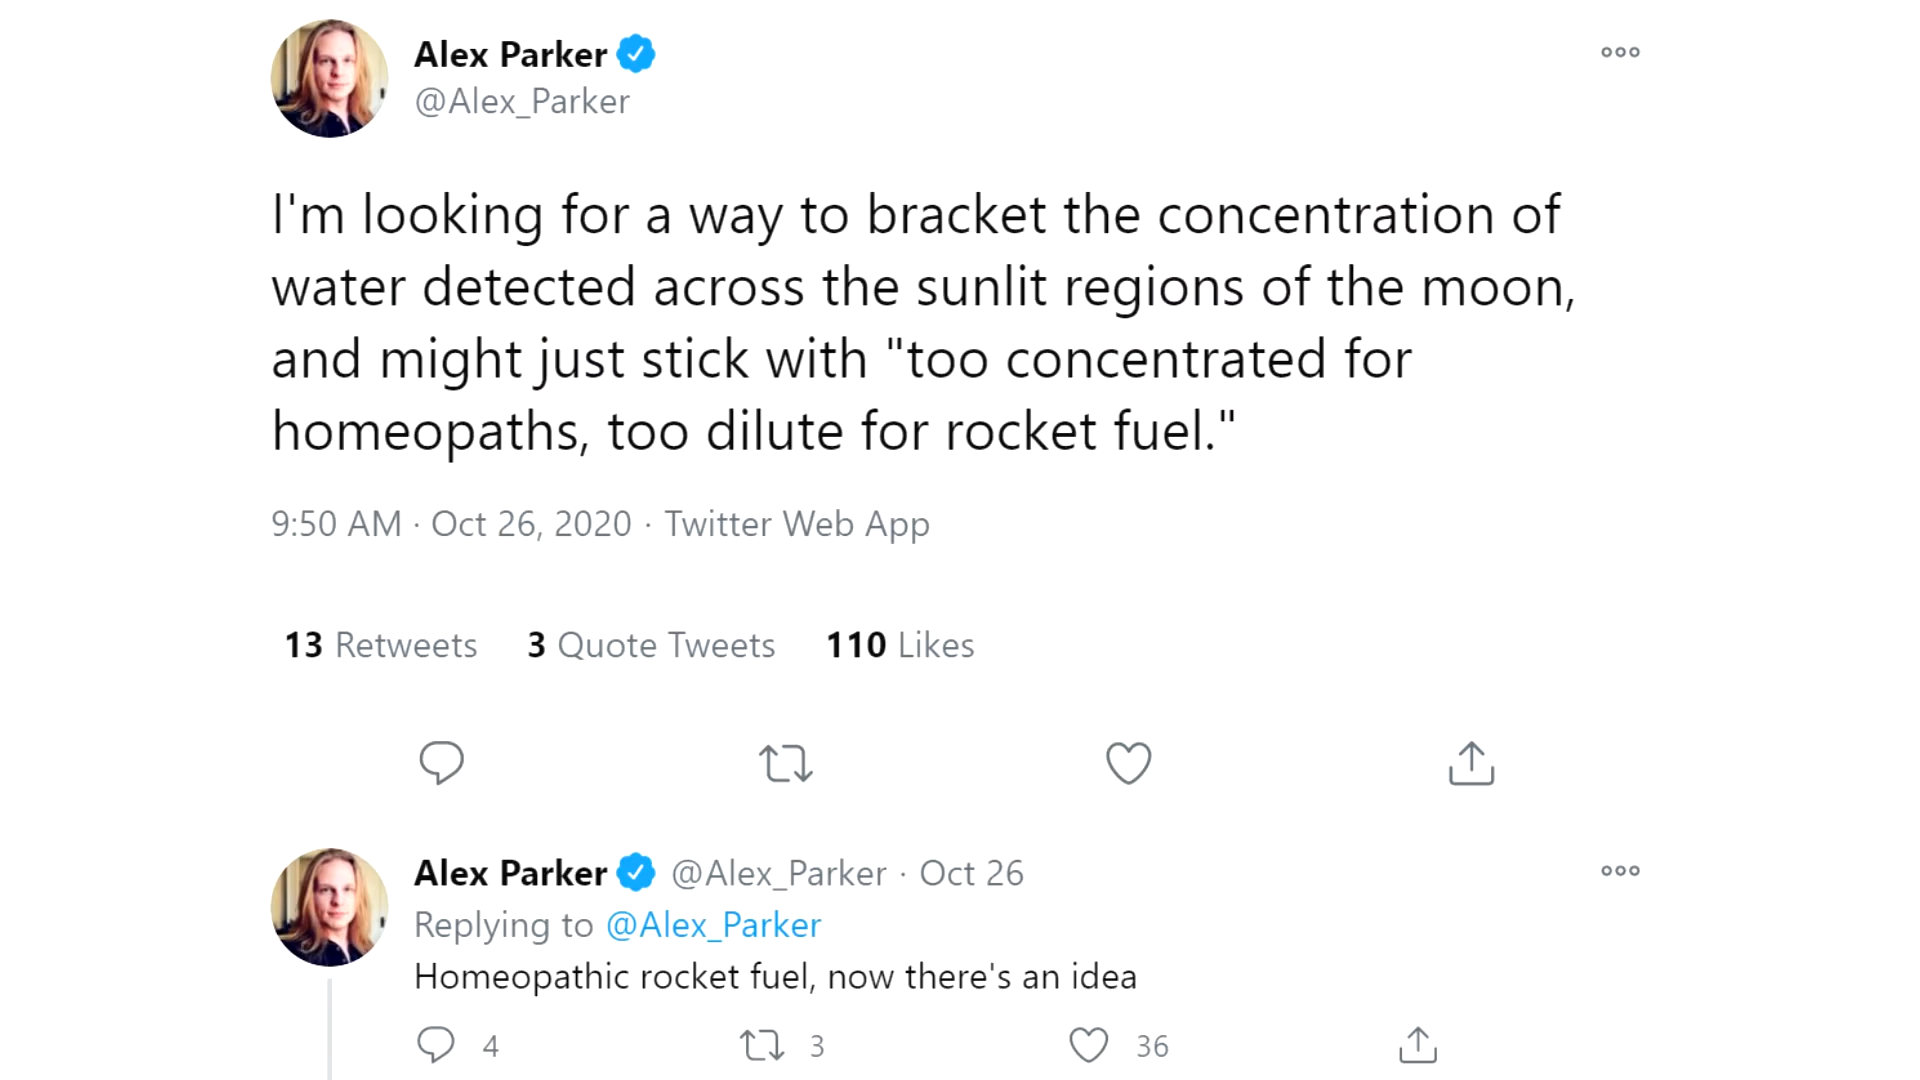 Alex Parker
@Alex_Parker
I'm looking for a way to bracket the concentration of
water detected across the sunlit regions of the moon,
and might just stick with "too concentrated for
homeopaths, too dilute for rocket fuel."
9:50 AM · Oct 26, 2020 · Twitter Web App
13 Retweets 3 Quote Tweets 110 Likes
Alex Parker @Alex_Parker · Oct 26
Replying to @Alex_Parker
Homeopathic rocket fuel, now there's an idea
4 3 36